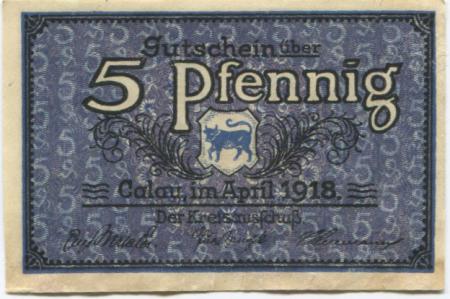 Gutschein über
5 Pfennig
Calau, im April 1918.
Der Kreisausschuß